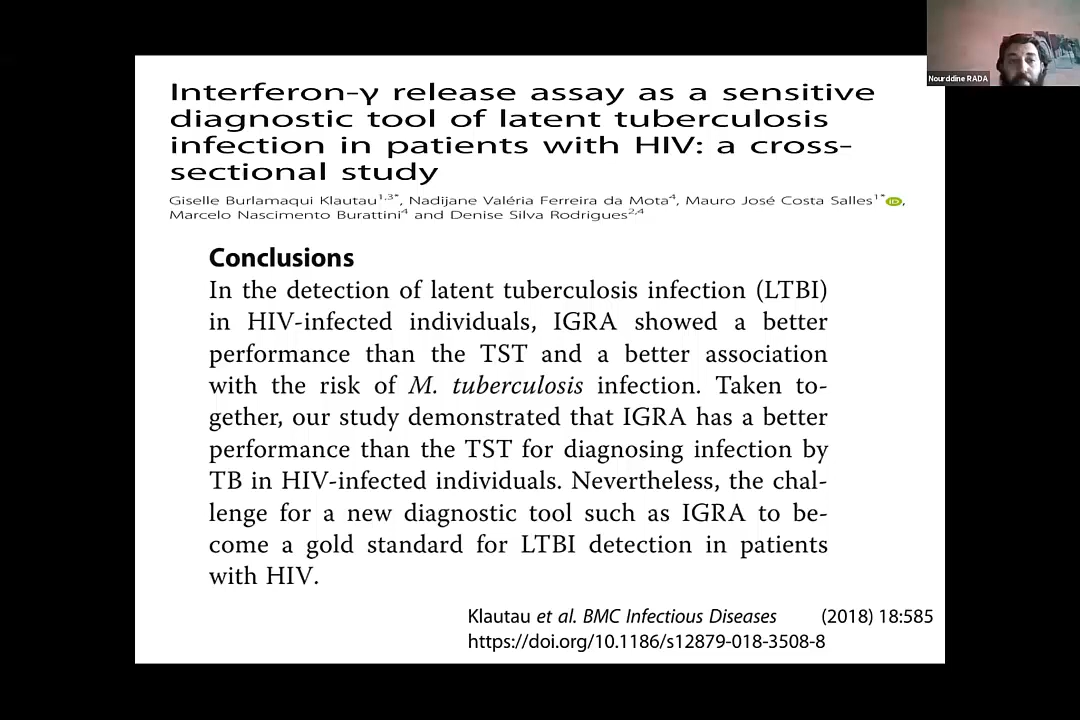 Interferon-γ release assay as a sensitive
diagnostic tool of latent tuberculosis
infection in patients with HIV: a cross-
sectional study
Giselle Burlamaqui Klautau1,3*, Nadijane Valéria Ferreira da Mota4, Mauro José Costa Salles1* iD,
Marcelo Nascimento Burattini4 and Denise Silva Rodrigues2,4
Conclusions
In the detection of latent tuberculosis infection (LTBI)
in HIV-infected individuals, IGRA showed a better
performance than the TST and a better association
with the risk of M. tuberculosis infection. Taken to-
gether, our study demonstrated that IGRA has a better
performance than the TST for diagnosing infection by
TB in HIV-infected individuals. Nevertheless, the chal-
lenge for a new diagnostic tool such as IGRA to be-
come a gold standard for LTBI detection in patients
with HIV.
Klautau et al. BMC Infectious Diseases (2018) 18:585
https://doi.org/10.1186/s12879-018-3508-8
Nourddine RADA